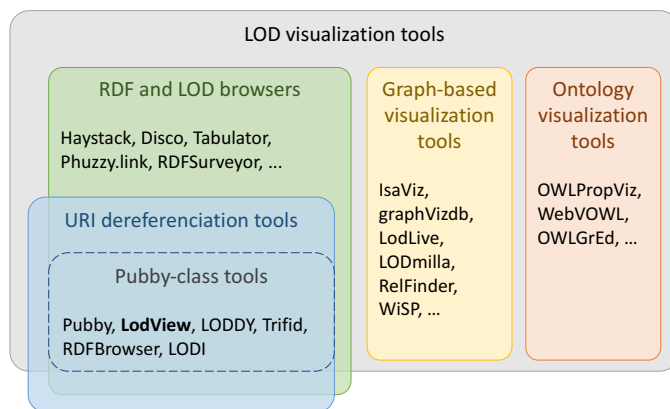 LOD visualization tools
RDF and LOD browsers
Haystack, Disco, Tabulator,
Phuzzy.link, RDFSurveyor, ...
URI dereferenciation tools
Pubby-class tools
Pubby, LodView, LODDY, Trifid,
RDFBrowser, LODI
Graph-based
visualization
tools
IsaViz,
graphVizdb,
LodLive,
LODmilla,
RelFinder,
WiSP, ...
Ontology
visualization
tools
OWLPropViz,
WebVOWL,
OWLGrEd, ...